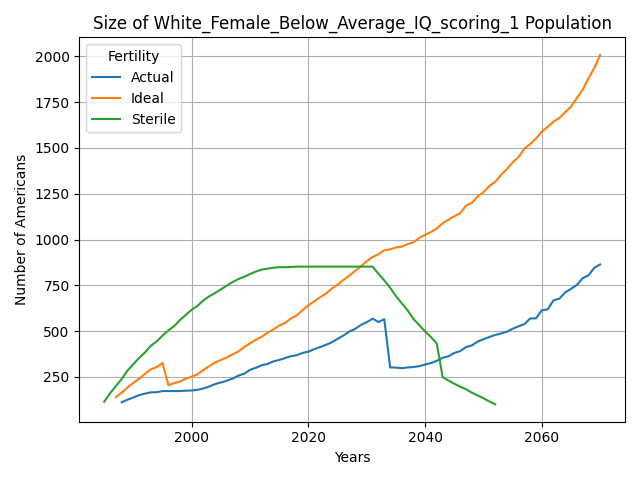 Size of White_Female_Below_Average_IQ_scoring_1 Population
Fertility
Actual
Ideal
Sterile
Number of Americans
2000
1750
1500
1250
1000
750
500
250
2000
2020
2040
2060
Years